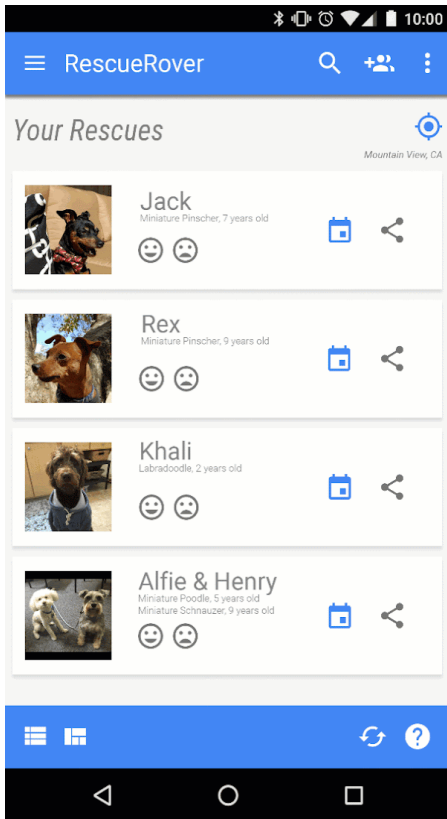 10:00
RescueRover
Your Rescues
Mountain View, CA
Jack
Miniature Pinscher, 7 years old
Rex
Miniature Pinscher, 9 years old
Khali
Labradoodle, 2 years old
Alfie & Henry
Miniature Poodle, 5 years old
Miniature Schnauzer, 9 years old